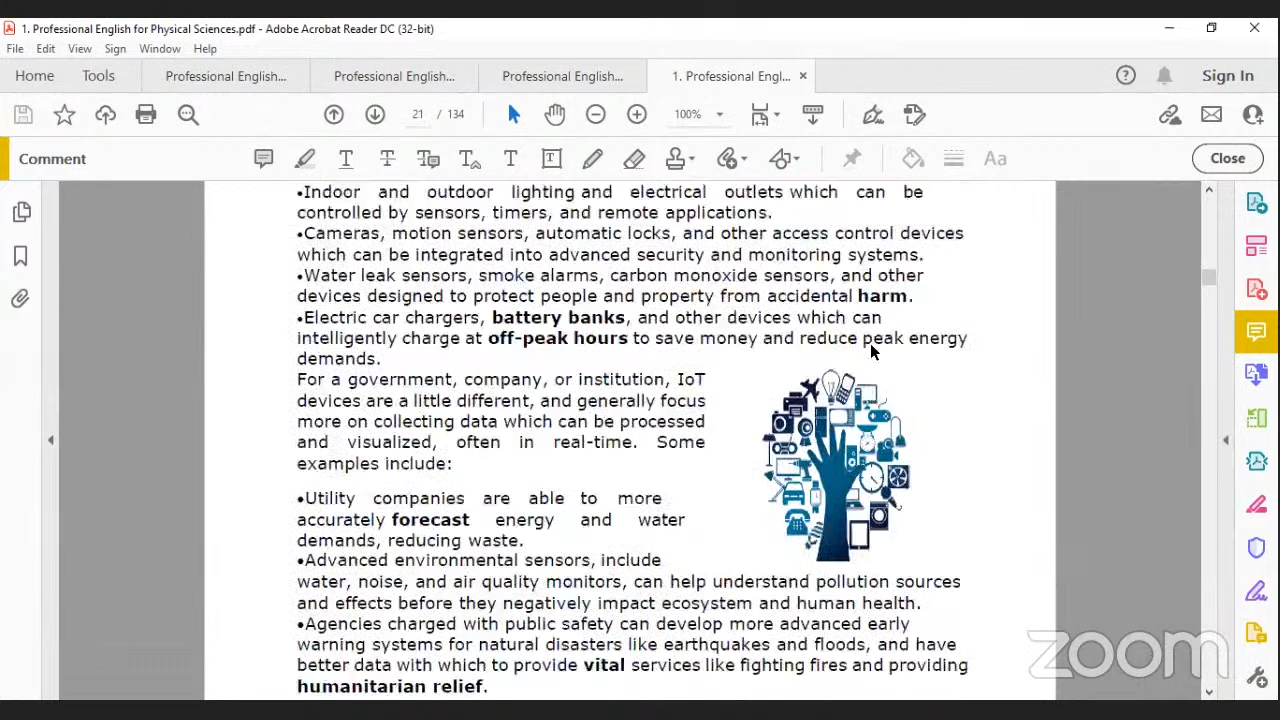 1. Professional English for Physical Sciences.pdf - Adobe Acrobat Reader DC (32-bit)
File Edit View Sign Window Help
Home Tools Professional English... Professional English... Professional English... 1. Professional Engl... × Sign In
21 / 134 100%
Comment Close
•Indoor and outdoor lighting and electrical outlets which can be
controlled by sensors, timers, and remote applications.
•Cameras, motion sensors, automatic locks, and other access control devices
which can be integrated into advanced security and monitoring systems.
•Water leak sensors, smoke alarms, carbon monoxide sensors, and other
devices designed to protect people and property from accidental harm.
•Electric car chargers, battery banks, and other devices which can
intelligently charge at off-peak hours to save money and reduce peak energy
demands.
For a government, company, or institution, IoT
devices are a little different, and generally focus
more on collecting data which can be processed
and visualized, often in real-time. Some
examples include:
•Utility companies are able to more
accurately forecast energy and water
demands, reducing waste.
•Advanced environmental sensors, include
water, noise, and air quality monitors, can help understand pollution sources
and effects before they negatively impact ecosystem and human health.
•Agencies charged with public safety can develop more advanced early
warning systems for natural disasters like earthquakes and floods, and have
better data with which to provide vital services like fighting fires and providing
humanitarian relief.
zoom